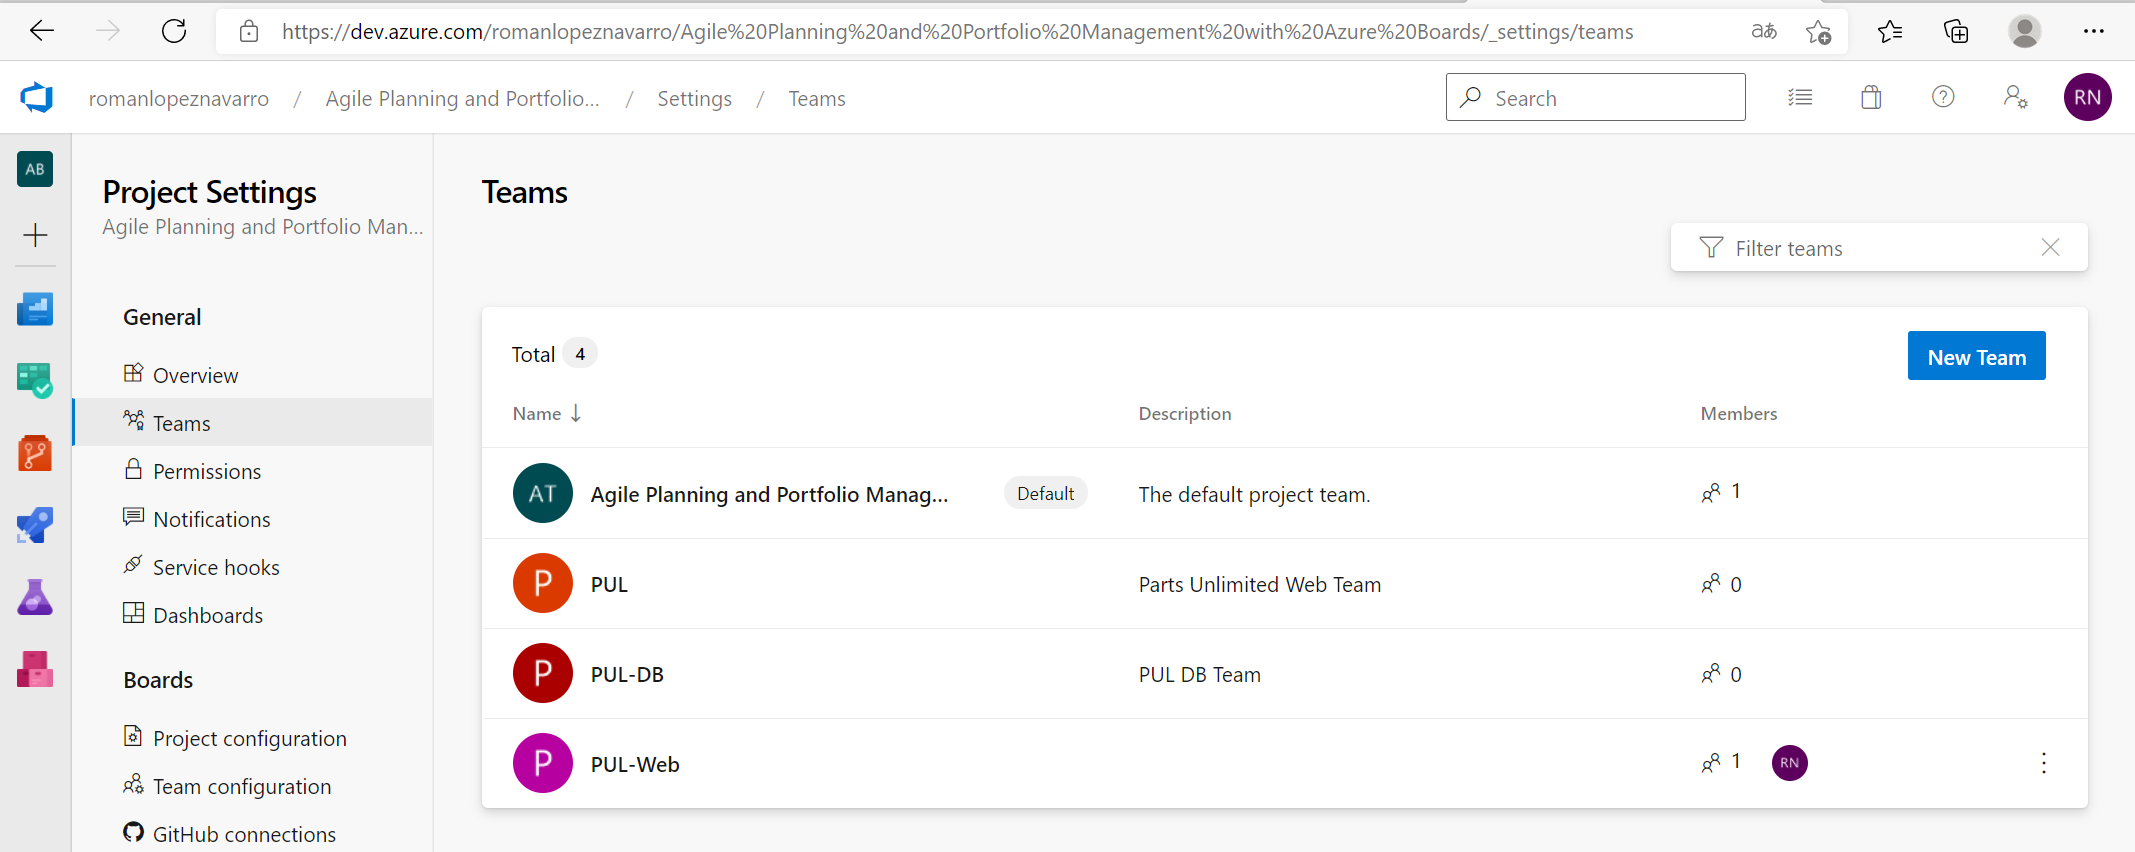 https://dev.azure.com/romanlopeznavarro/Agile%20Planning%20and%20Portfolio%20Management%20with%20Azure%20Boards/_settings/teams
aあ
romanlopeznavarro / Agile Planning and Portfolio... / Settings / Teams
Search
RN
AB
Project Settings
Agile Planning and Portfolio Man...
General
Overview
Teams
Permissions
Notifications
Service hooks
Dashboards
Boards
Project configuration
Team configuration
GitHub connections
Teams
Filter teams
Total 4
New Team
Name ↓ Description Members
AT Agile Planning and Portfolio Manag... Default The default project team. 1
P PUL Parts Unlimited Web Team 0
P PUL-DB PUL DB Team 0
P PUL-Web 1 RN